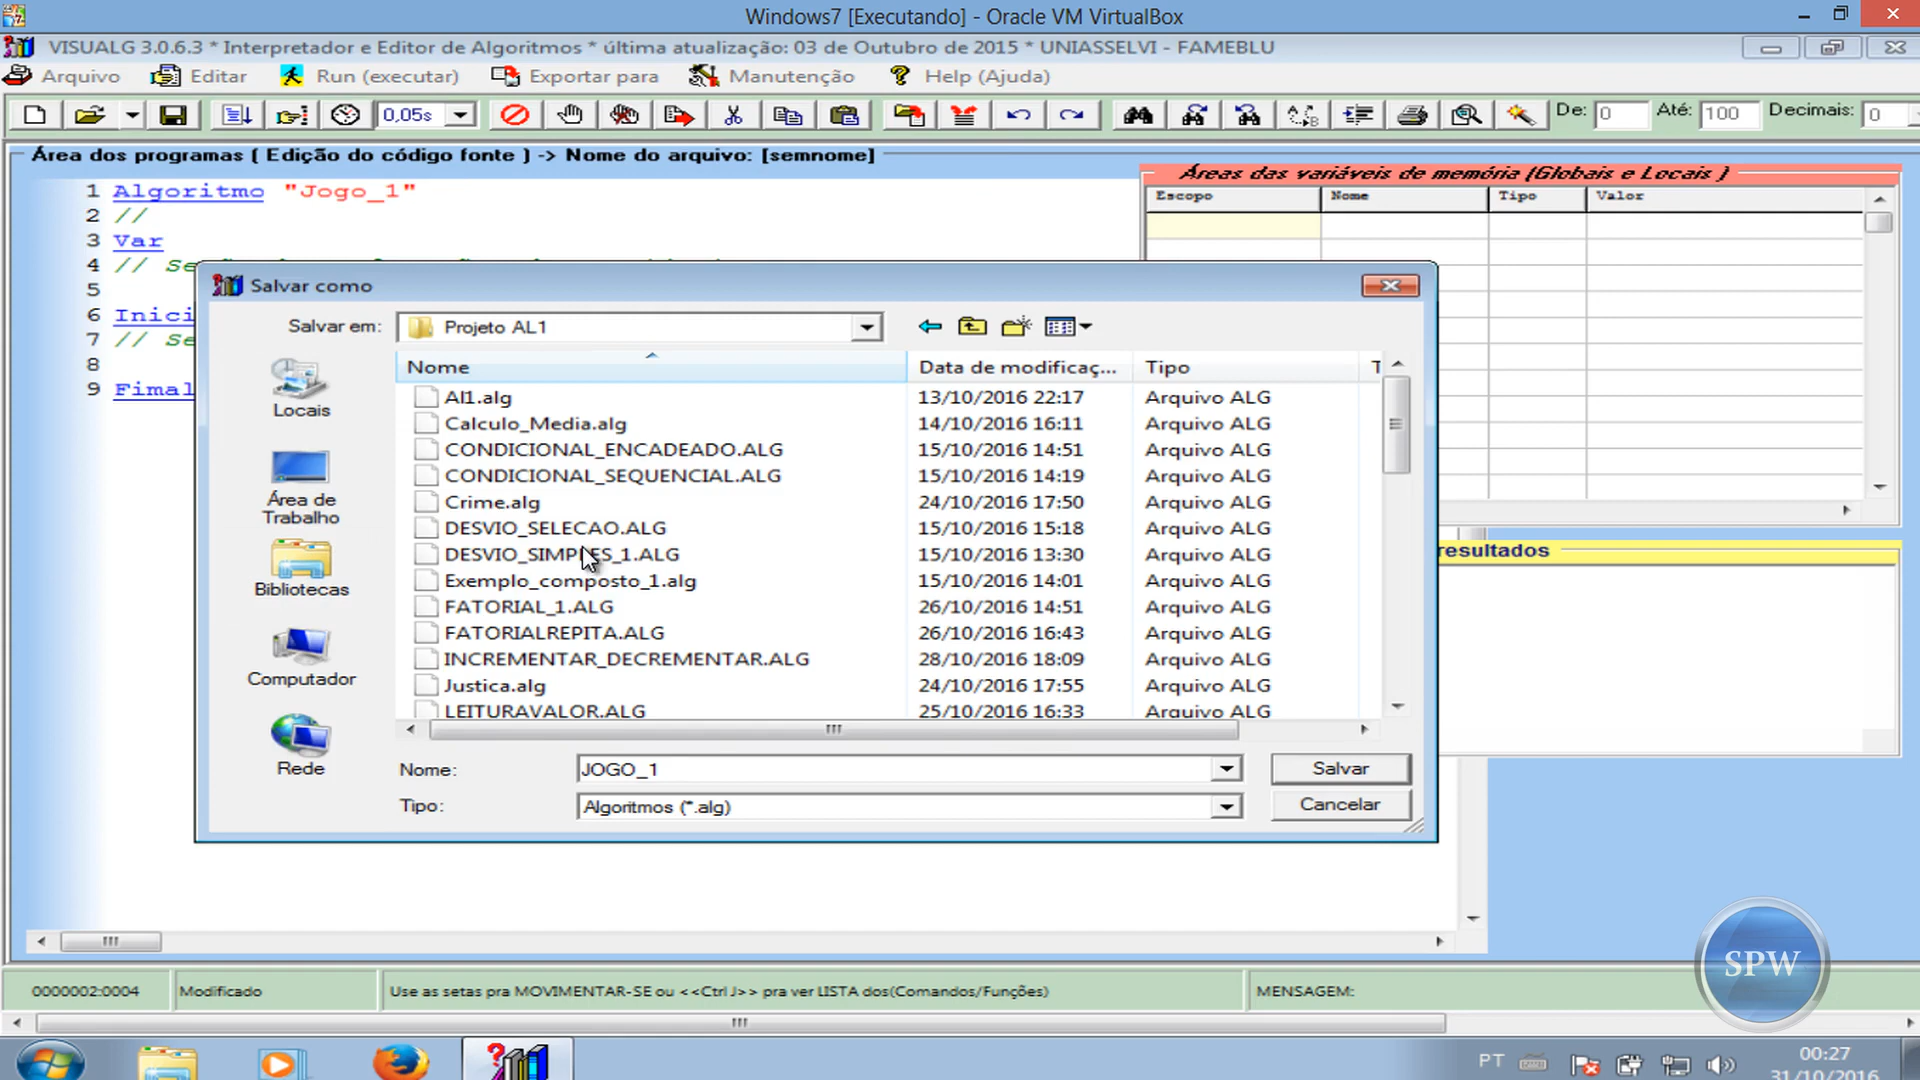 Windows7 [Executando] - Oracle VM VirtualBox
VISUALG 3.0.6.3 * Interpretador e Editor de Algoritmos * última atualização: 03 de Outubro de 2015 * UNIASSELVI - FAMEBLU
Arquivo Editar Run (executar) Exportar para Manutenção Help (Ajuda)
0,05s De: 0 Até: 100 Decimais: 0
Área dos programas ( Edição do código fonte ) -> Nome do arquivo: [semnome]
Áreas das variáveis de memória (Globais e Locais )
Escopo Nome Tipo Valor
1 Algoritmo "Jogo_1"
2 //
3 Var
4 //
5
6 Inici
7 // Se
8
9 Fimal
Salvar como
Salvar em: Projeto AL1
Nome Data de modificaç... Tipo T
Al1.alg 13/10/2016 22:17 Arquivo ALG
Calculo_Media.alg 14/10/2016 16:11 Arquivo ALG
CONDICIONAL_ENCADEADO.ALG 15/10/2016 14:51 Arquivo ALG
CONDICIONAL_SEQUENCIAL.ALG 15/10/2016 14:19 Arquivo ALG
Crime.alg 24/10/2016 17:50 Arquivo ALG
DESVIO_SELECAO.ALG 15/10/2016 15:18 Arquivo ALG
DESVIO_SIMPLES_1.ALG 15/10/2016 13:30 Arquivo ALG
Exemplo_composto_1.alg 15/10/2016 14:01 Arquivo ALG
FATORIAL_1.ALG 26/10/2016 14:51 Arquivo ALG
FATORIALREPITA.ALG 26/10/2016 16:43 Arquivo ALG
INCREMENTAR_DECREMENTAR.ALG 28/10/2016 18:09 Arquivo ALG
Justica.alg 24/10/2016 17:55 Arquivo ALG
LEITURAVALOR.ALG 25/10/2016 16:33 Arquivo ALG
Locais
Área de
Trabalho
Bibliotecas
Computador
Rede
Nome: JOGO_1 Salvar
Tipo: Algoritmos (*.alg) Cancelar
resultados
SPW
0000002:0004 Modificado Use as setas pra MOVIMENTAR-SE ou <<Ctrl J>> pra ver LISTA dos(Comandos/Funções) MENSAGEM:
PT 00:27
31/10/2016